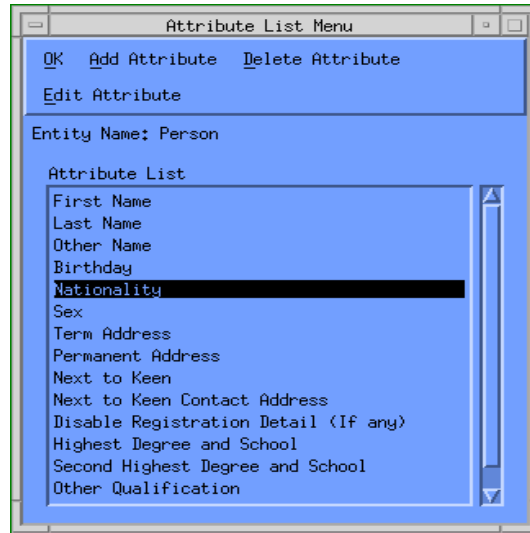 Attribute List Menu
OK Add Attribute Delete Attribute
Edit Attribute
Entity Name: Person
Attribute List
First Name
Last Name
Other Name
Birthday
Nationality
Sex
Term Address
Permanent Address
Next to Keen
Next to Keen Contact Address
Disable Registration Detail (If any)
Highest Degree and School
Second Highest Degree and School
Other Qualification